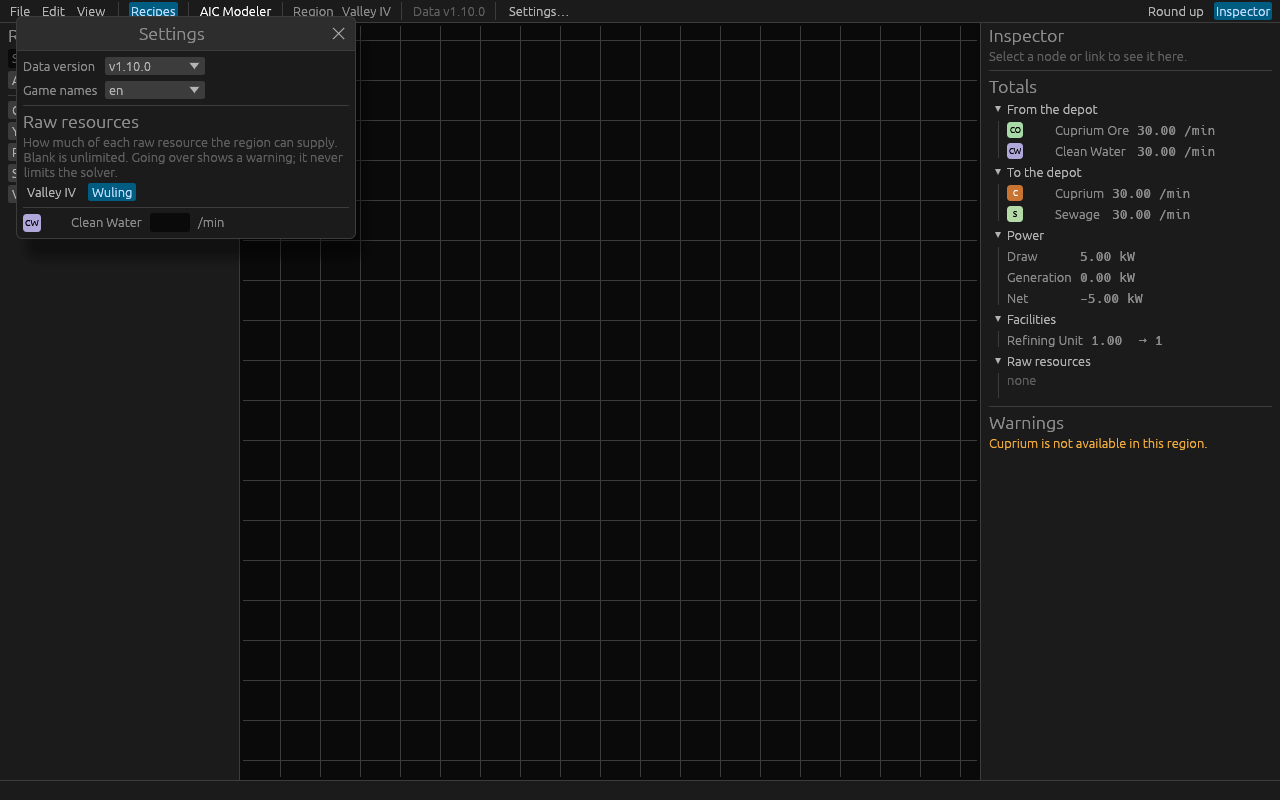 File Edit View Recipes AIC Modeler Region Valley IV Data v1.10.0 Settings… Round up Inspector
Settings
Data version v1.10.0
Game names en
Raw resources
How much of each raw resource the region can supply.
Blank is unlimited. Going over shows a warning; it never
limits the solver.
Valley IV Wuling
CW Clean Water /min
Inspector
Select a node or link to see it here.
Totals
▼ From the depot
CO Cuprium Ore 30.00 /min
CW Clean Water 30.00 /min
▼ To the depot
C Cuprium 30.00 /min
S Sewage 30.00 /min
▼ Power
Draw 5.00 kW
Generation 0.00 kW
Net −5.00 kW
▼ Facilities
Refining Unit 1.00 → 1
▼ Raw resources
none
Warnings
Cuprium is not available in this region.